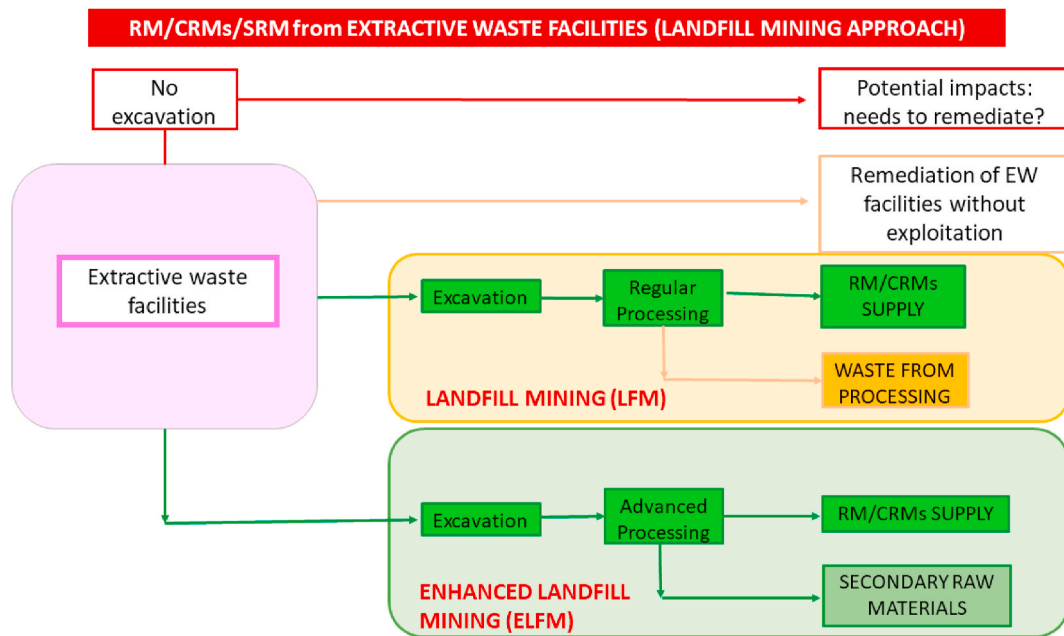 RM/CRMs/SRM from EXTRACTIVE WASTE FACILITIES (LANDFILL MINING APPROACH)
No
excavation
Potential impacts:
needs to remediate?
Remediation of EW
facilities without
exploitation
Extractive waste
facilities
Excavation
Regular
Processing
RM/CRMs
SUPPLY
WASTE FROM
PROCESSING
LANDFILL MINING (LFM)
Excavation
Advanced
Processing
RM/CRMs SUPPLY
SECONDARY RAW
MATERIALS
ENHANCED LANDFILL
MINING (ELFM)